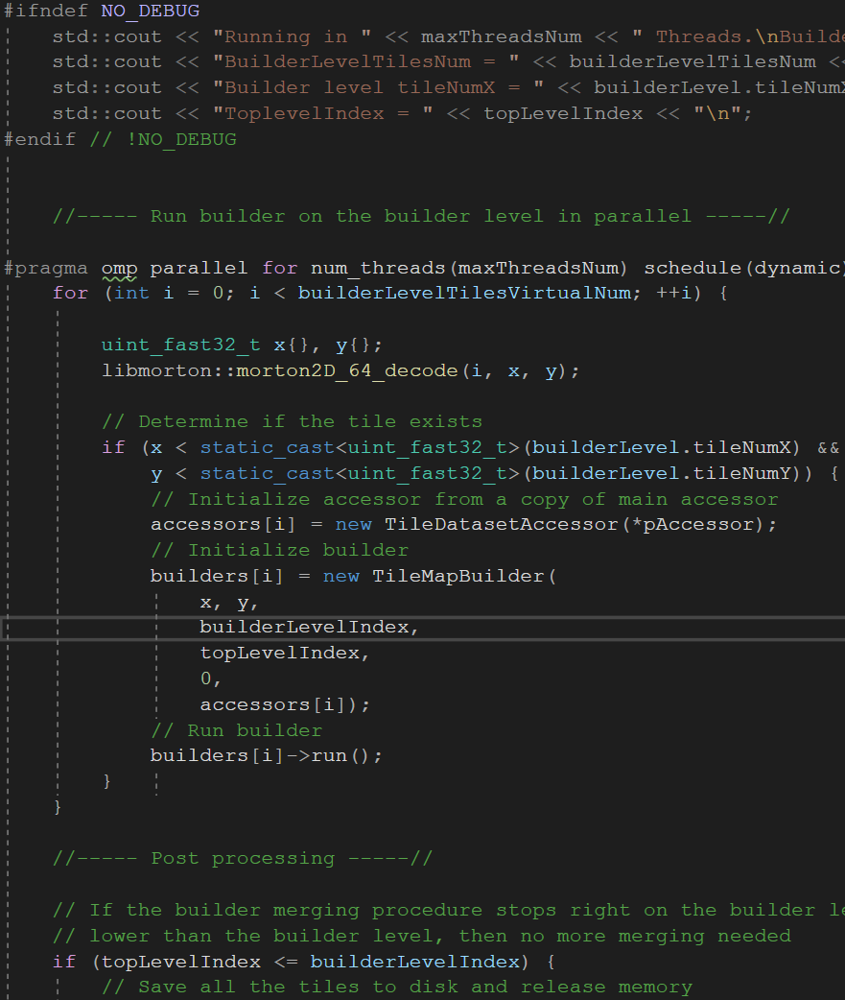 #ifndef NO_DEBUG
    std::cout << "Running in " << maxThreadsNum << " Threads.\nBuilde
    std::cout << "BuilderLevelTilesNum = " << builderLevelTilesNum <<
    std::cout << "Builder level tileNumX = " << builderLevel.tileNumX
    std::cout << "ToplevelIndex = " << topLevelIndex << "\n";
#endif // !NO_DEBUG
    //----- Run builder on the builder level in parallel -----//
#pragma omp parallel for num_threads(maxThreadsNum) schedule(dynamic)
    for (int i = 0; i < builderLevelTilesVirtualNum; ++i) {
        uint_fast32_t x{}, y{};
        libmorton::morton2D_64_decode(i, x, y);
        // Determine if the tile exists
        if (x < static_cast<uint_fast32_t>(builderLevel.tileNumX) &&
            y < static_cast<uint_fast32_t>(builderLevel.tileNumY)) {
            // Initialize accessor from a copy of main accessor
            accessors[i] = new TileDatasetAccessor(*pAccessor);
            // Initialize builder
            builders[i] = new TileMapBuilder(
                x, y,
                builderLevelIndex,
                topLevelIndex,
                0,
                accessors[i]);
            // Run builder
            builders[i]->run();
        }
    }
    //----- Post processing -----//
    // If the builder merging procedure stops right on the builder le
    // lower than the builder level, then no more merging needed
    if (topLevelIndex <= builderLevelIndex) {
        // Save all the tiles to disk and release memory